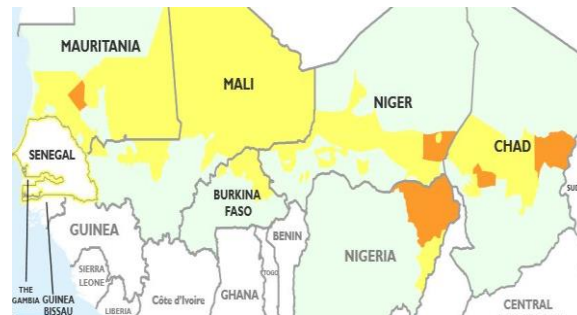 MAURITANIA
MALI
NIGER
CHAD
SENEGAL
BURKINA
FASO
GUINEA
BENIN
NIGERIA
SIERRA
LEONE
THE
GAMBIA
GUINEA
BISSAU
LIBERIA
Côte d'Ivoire
GHANA
TOGO
CENTRAL
SU